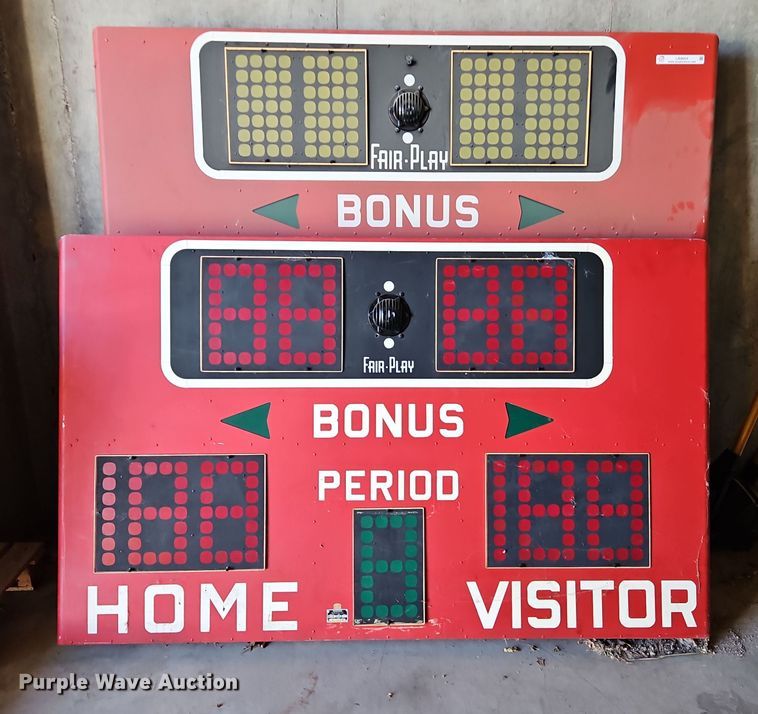 FAIR-PLAY
BONUS
FAIR-PLAY
BONUS
PERIOD
HOME
VISITOR
Purple Wave Auction